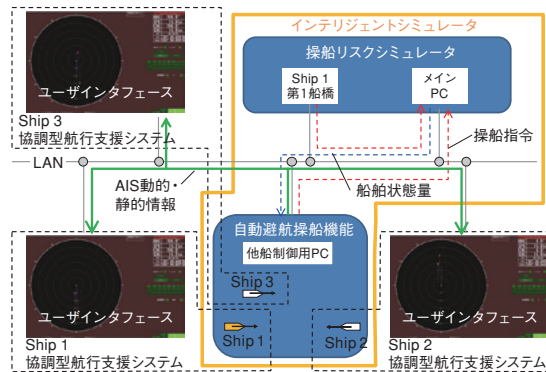 インテリジェントシミュレータ
操船リスクシミュレータ
Ship 1
第1船橋
メイン
PC
ユーザインタフェース
Ship 3
協調型航行支援システム
操船指令
LAN
船舶状態量
AIS動的・
静的情報
自動避航操船機能
他船制御用PC
Ship 3
Ship 1
Ship 2
ユーザインタフェース
Ship 1
協調型航行支援システム
ユーザインタフェース
Ship 2
協調型航行支援システム